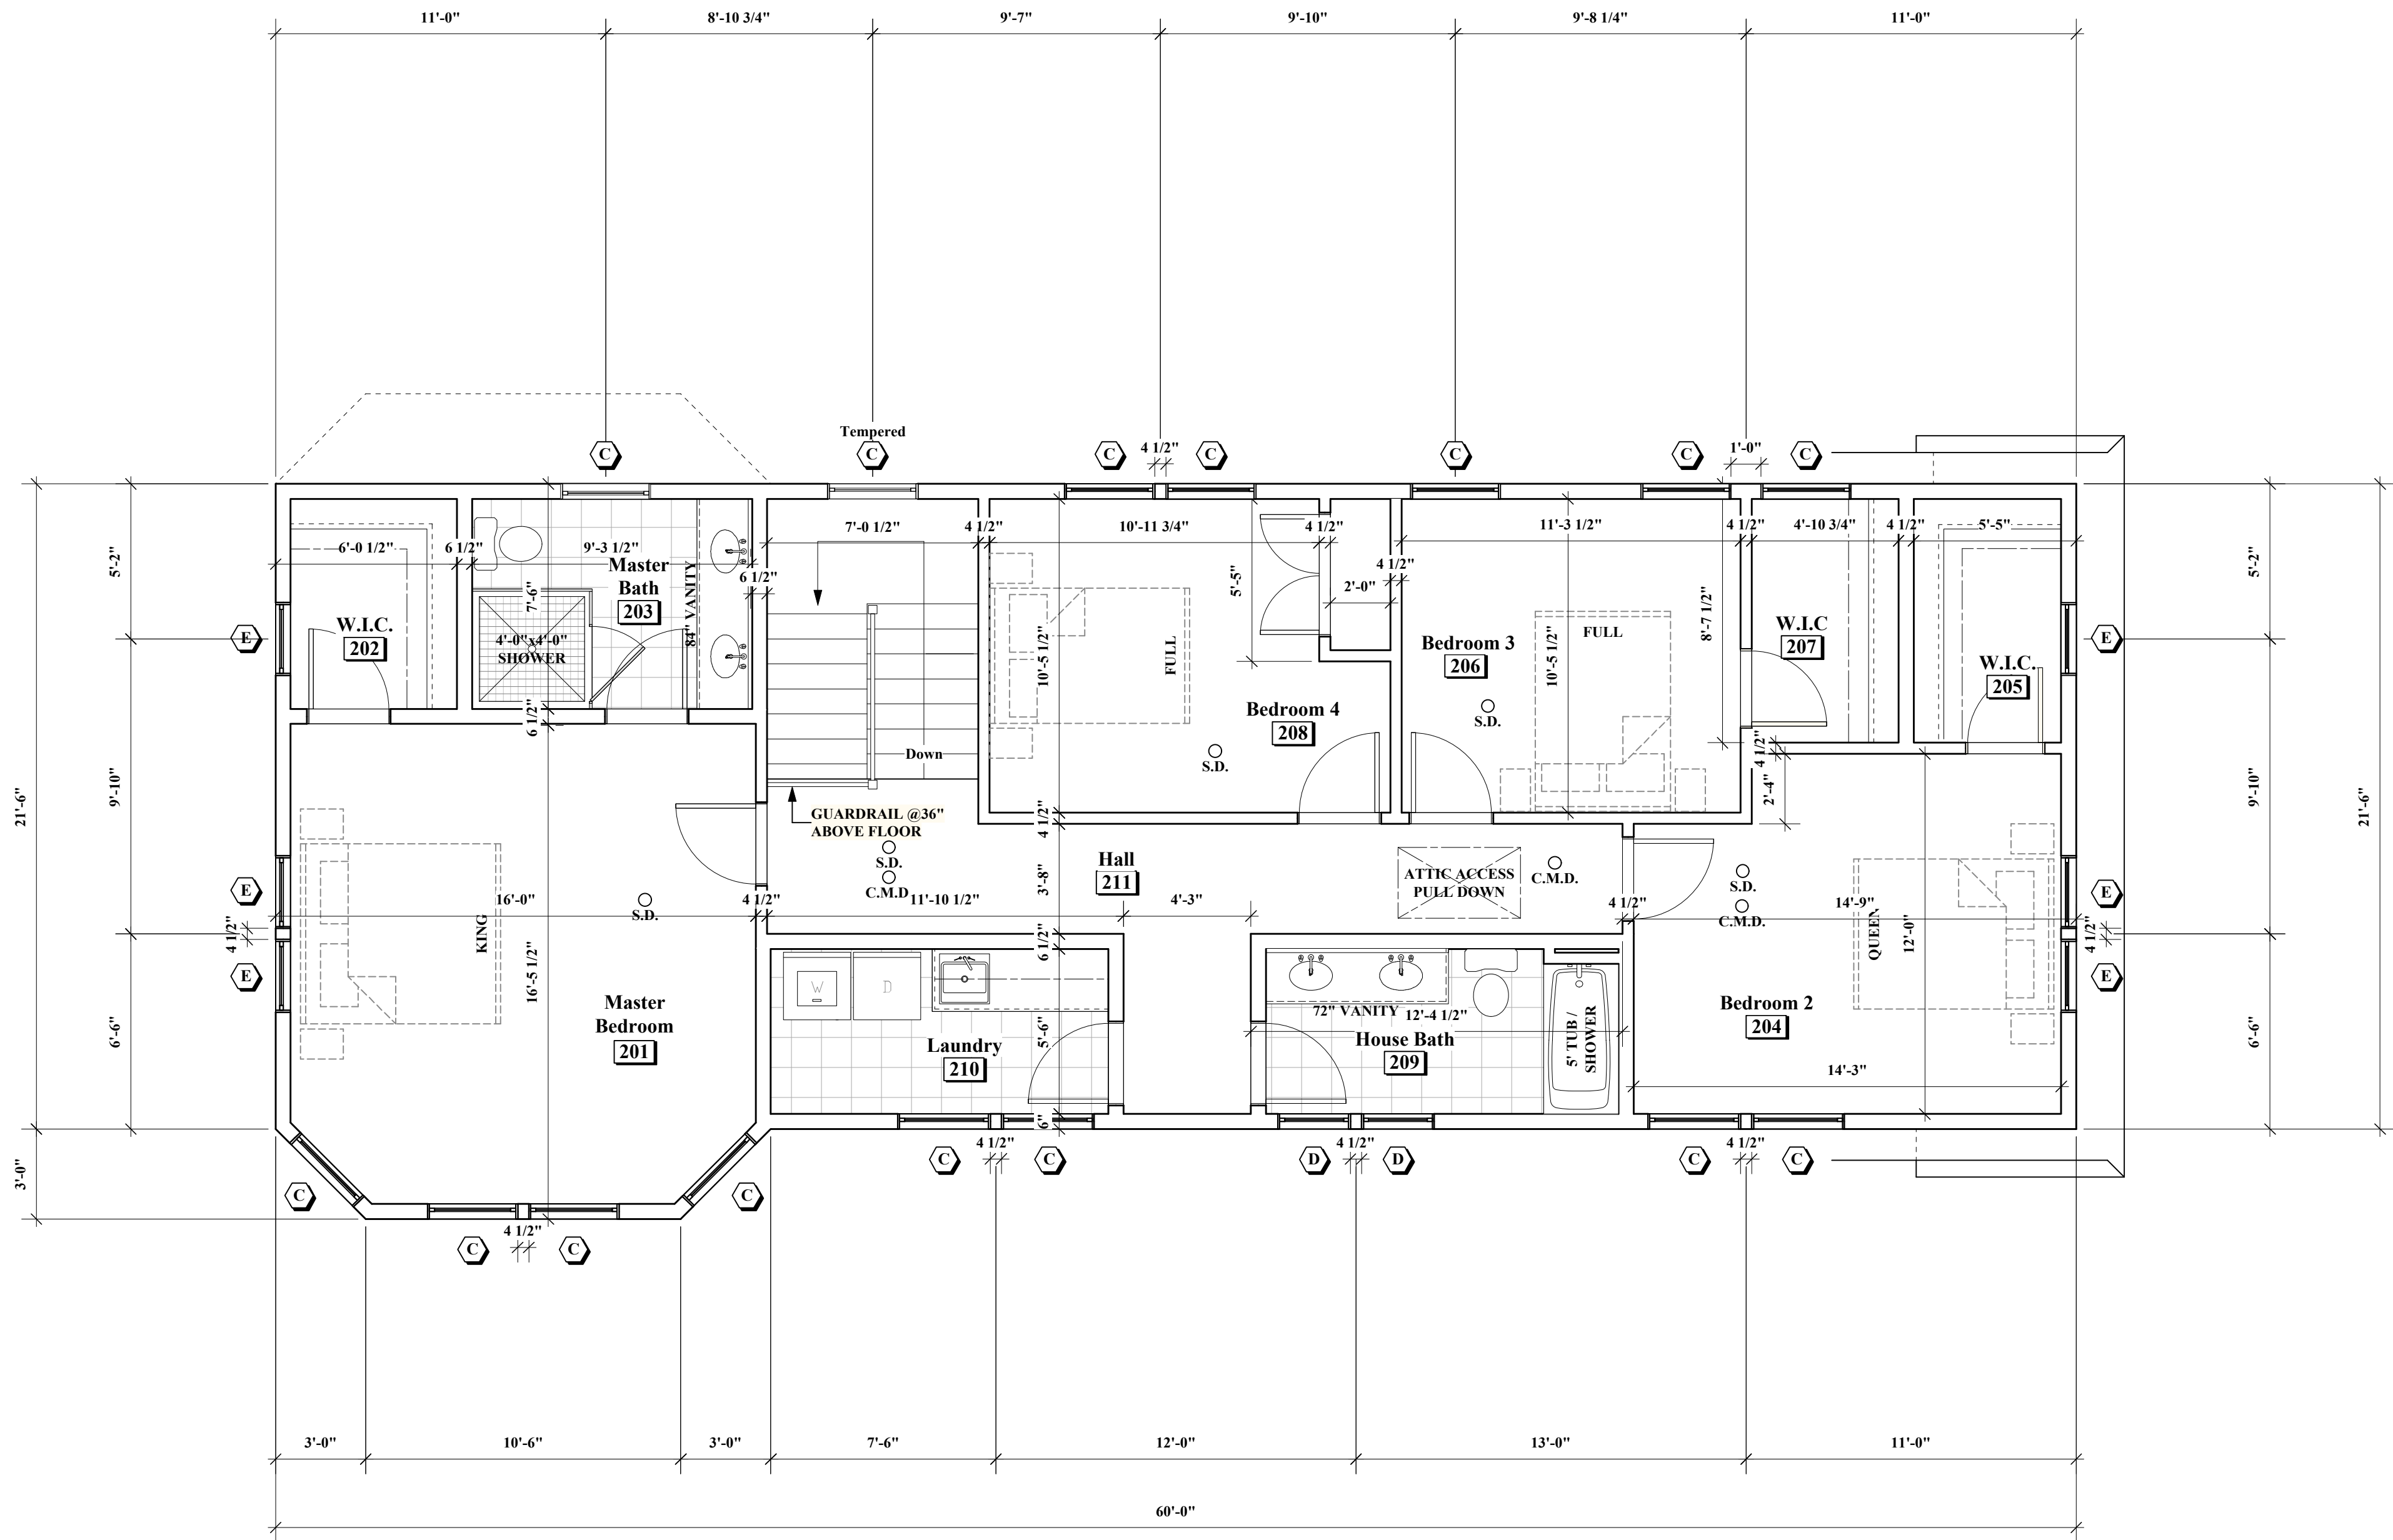 11'-0"
8'-10 3/4"
9'-7"
9'-10"
9'-8 1/4"
11'-0"
Tempered
C
C
C
4 1/2"
C
C
C
1'-0"
C
7'-0 1/2"
4 1/2"
10'-11 3/4"
4 1/2"
11'-3 1/2"
4 1/2"
4'-10 3/4"
4 1/2"
5'-5"
6'-0 1/2"
6 1/2"
9'-3 1/2"
6 1/2"
4 1/2"
2'-0"
5'-5"
5'-2"
5'-2"
Master
Bath
203
7'-6"
84" VANITY
4'-0"x4'-0"
SHOWER
W.I.C.
202
E
E
FULL
10'-5 1/2"
Bedroom 3
206
10'-5 1/2"
FULL
8'-7 1/2"
W.I.C
207
W.I.C.
205
6 1/2"
Bedroom 4
208
S.D.
S.D.
Down
4 1/2"
2'-4"
21'-6"
9'-10"
9'-10"
21'-6"
GUARDRAIL @36"
ABOVE FLOOR
4 1/2"
S.D.
C.M.D.
3'-8"
Hall
211
ATTIC ACCESS
PULL DOWN
C.M.D.
S.D.
C.M.D.
E
E
16'-0"
S.D.
4 1/2"
11'-10 1/2"
4'-3"
4 1/2"
14'-9"
4 1/2"
KING
16'-5 1/2"
6 1/2"
QUEEN
12'-0"
4 1/2"
E
E
W
D
Master
Bedroom
201
72" VANITY
12'-4 1/2"
Bedroom 2
204
6'-6"
5'-6"
Laundry
210
House Bath
209
5' TUB /
SHOWER
14'-3"
6'-6"
6"
4 1/2"
4 1/2"
4 1/2"
C
C
D
D
C
C
3'-0"
C
C
4 1/2"
C
C
3'-0"
10'-6"
3'-0"
7'-6"
12'-0"
13'-0"
11'-0"
60'-0"